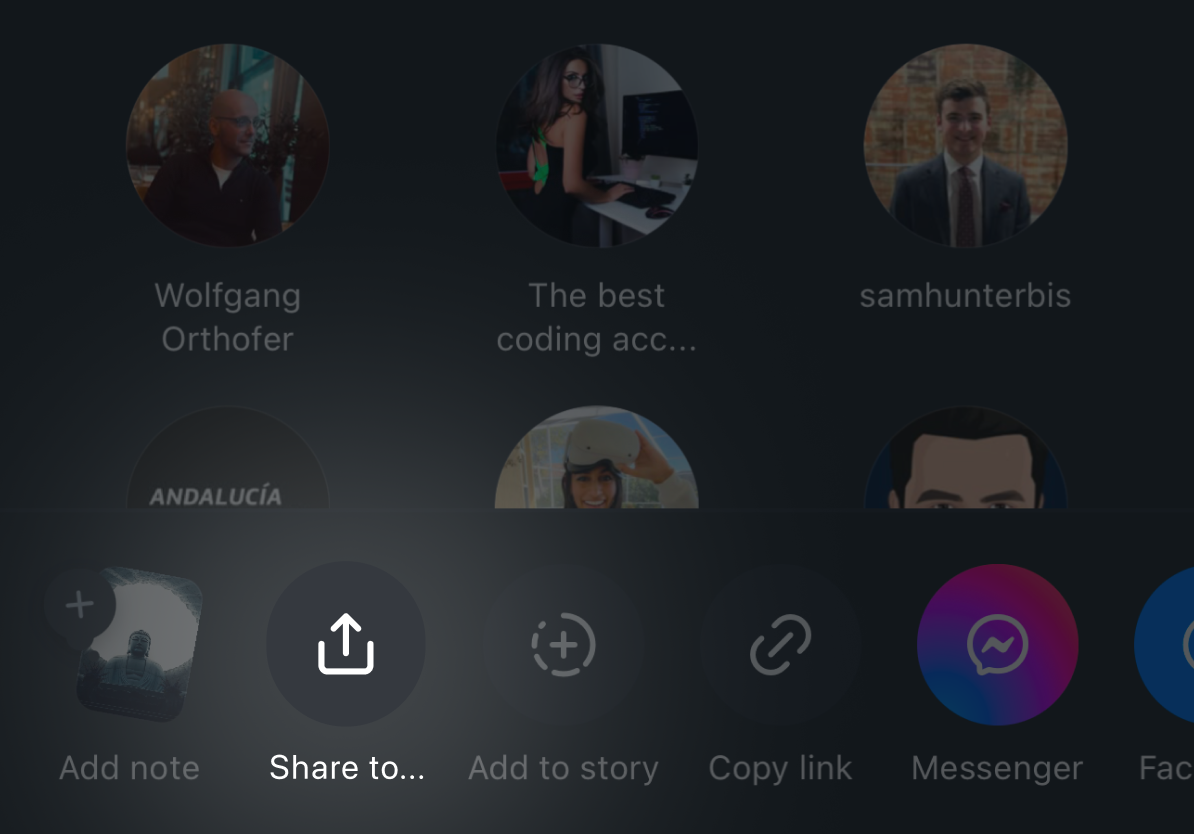 Wolfgang
Orthofer
The best
coding acc...
samhunterbis
ANDALUCÍA
Add note
Share to...
Add to story
Copy link
Messenger
Fac